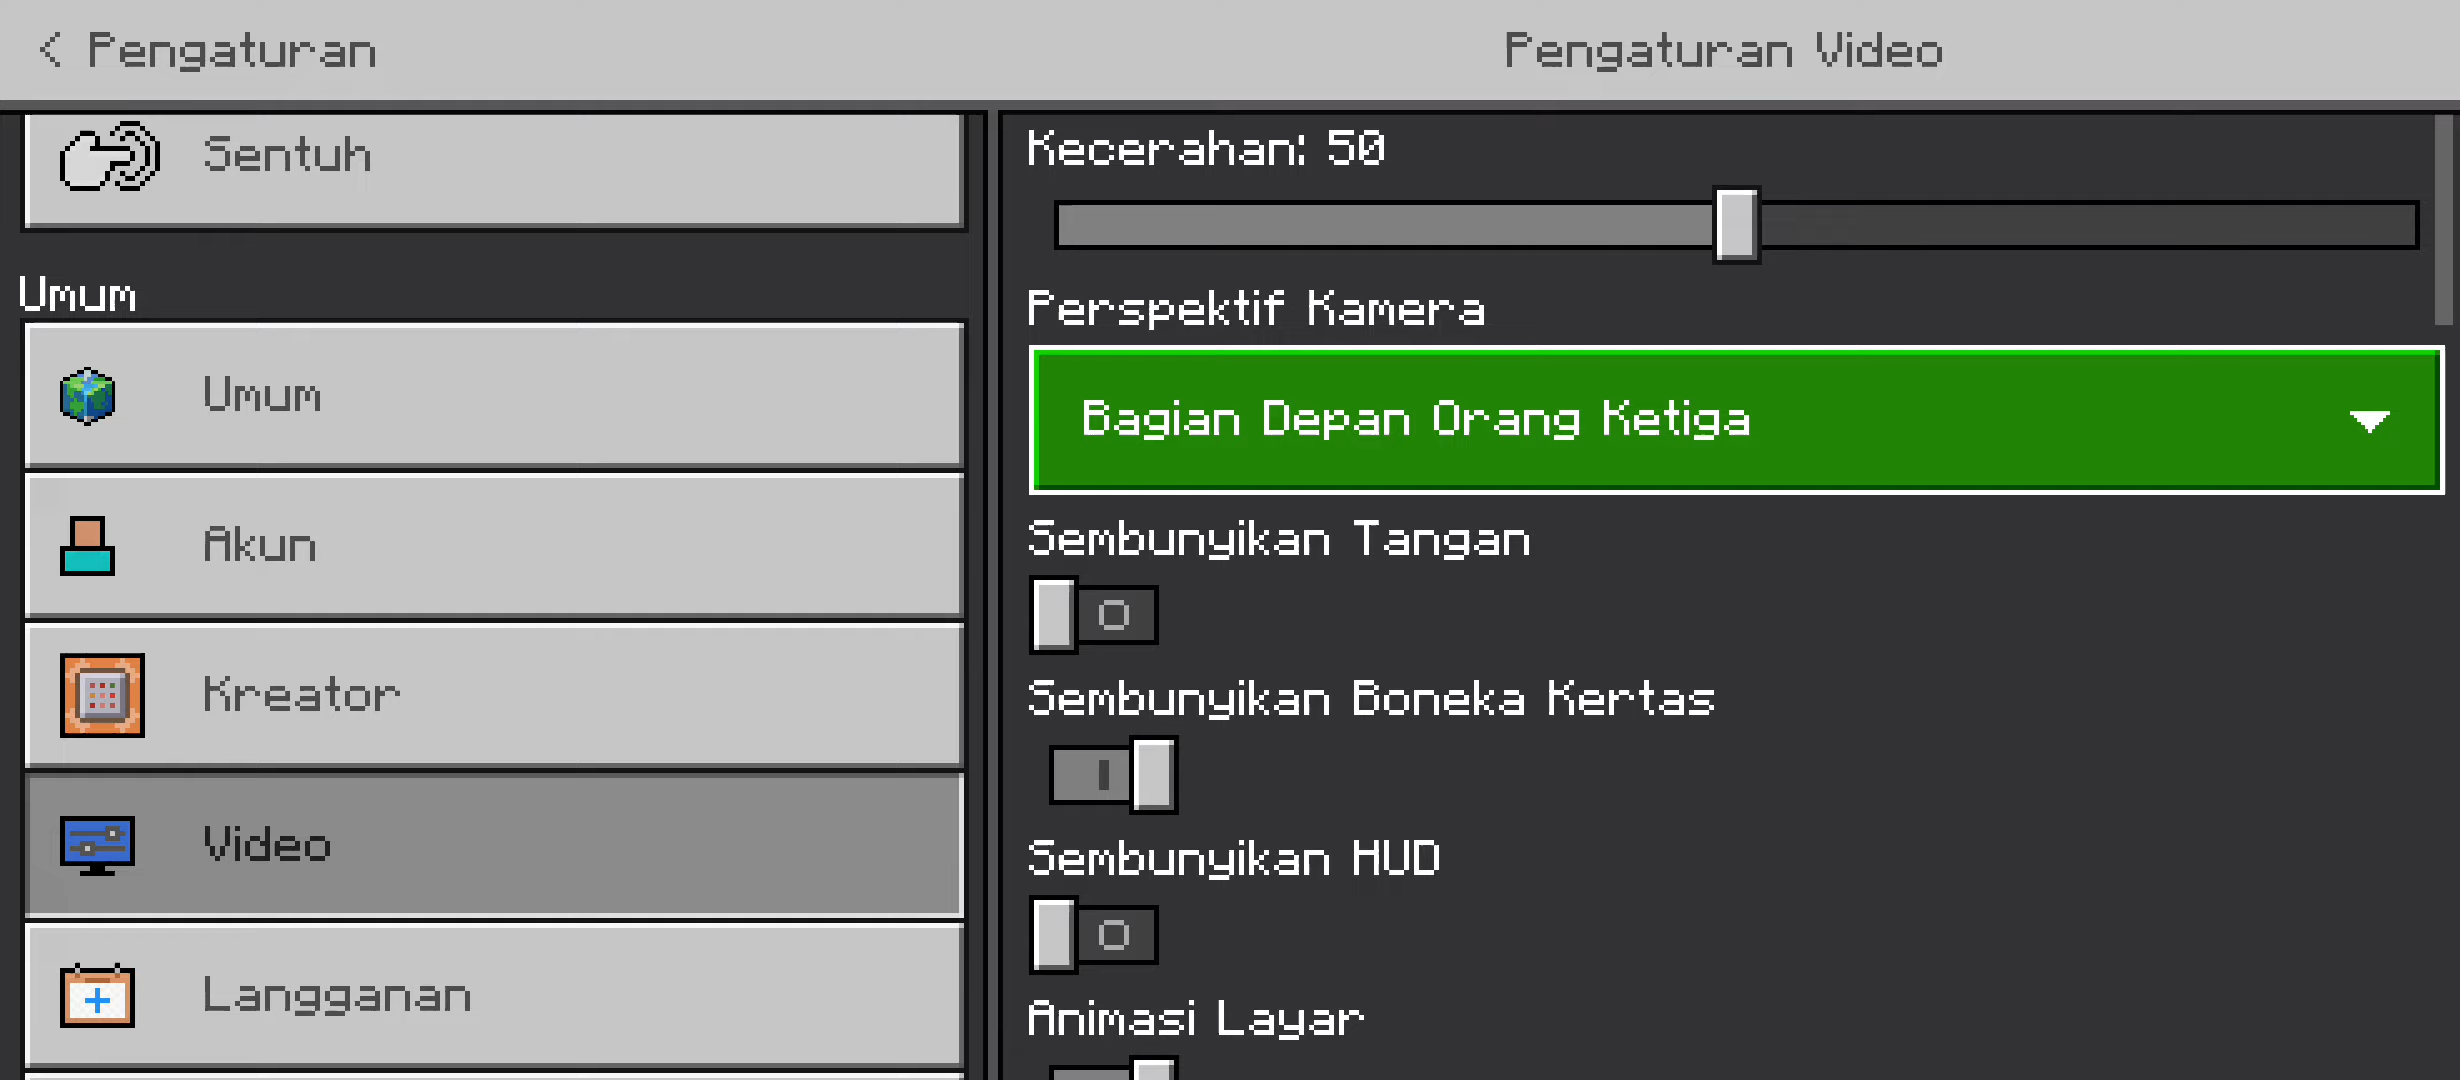 < Pengaturan
Pengaturan Video
Sentuh
Umum
Umum
Akun
Kreator
Video
Langganan
Kecerahan: 50
Perspektif Kamera
Bagian Depan Orang Ketiga
Sembunyikan Tangan
Sembunyikan Boneka Kertas
Sembunyikan HUD
Animasi Layar